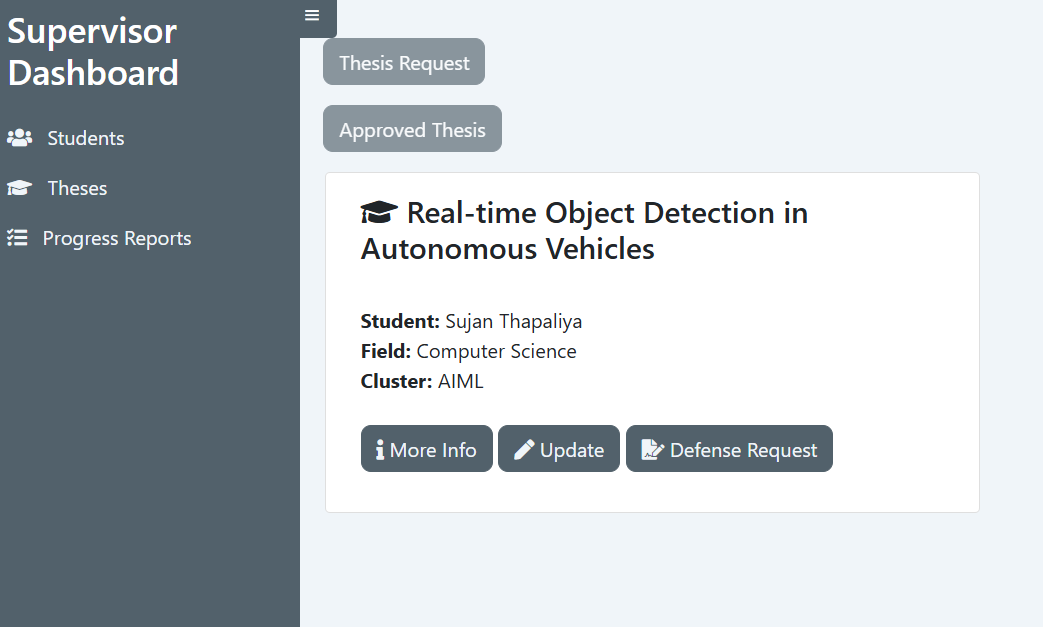 Supervisor
Dashboard
Students
Theses
Progress Reports
Thesis Request
Approved Thesis
Real-time Object Detection in
Autonomous Vehicles
Student: Sujan Thapaliya
Field: Computer Science
Cluster: AIML
More Info
Update
Defense Request